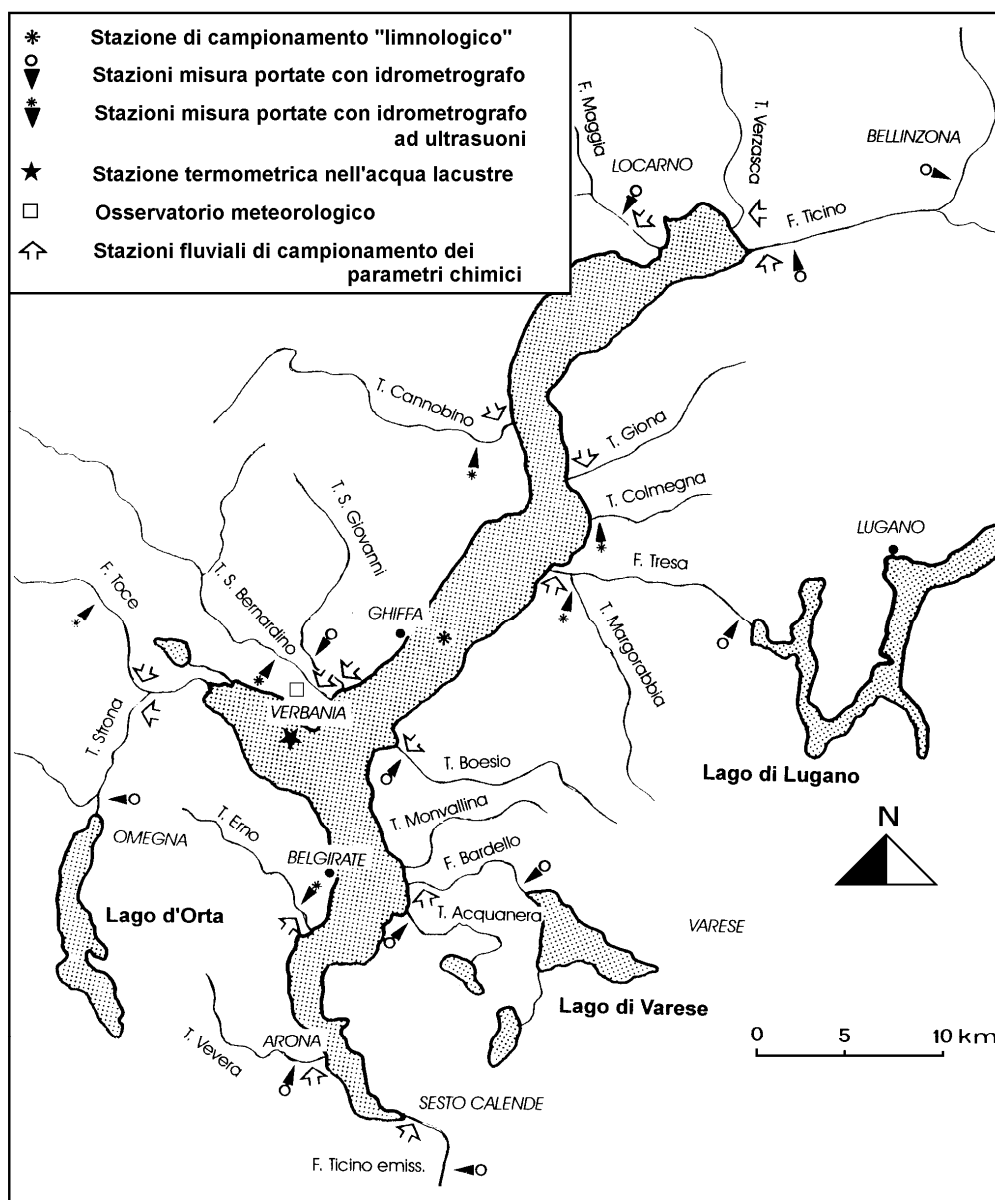 Stazione di campionamento "limnologico"
Stazioni misura portate con idrometrografo
Stazioni misura portate con idrometrografo
ad ultrasuoni
Stazione termometrica nell'acqua lacustre
Osservatorio meteorologico
Stazioni fluviali di campionamento dei
parametri chimici
F. Maggia
T. Verzasca
BELLINZONA
LOCARNO
F. Ticino
T. Cannobino
T. Giona
T. Colmegna
T. S. Giovanni
LUGANO
F. Tresa
F. Toce
T. S. Bernardino
GHIFFA
T. Margorabbia
VERBANIA
T. Strona
T. Boesio
Lago di Lugano
T. Monvallina
T. Erno
N
OMEGNA
F. Bardello
BELGIRATE
Lago d'Orta
T. Acquanera
VARESE
Lago di Varese
0 5 10 km
ARONA
T. Vevera
SESTO CALENDE
F. Ticino emiss.